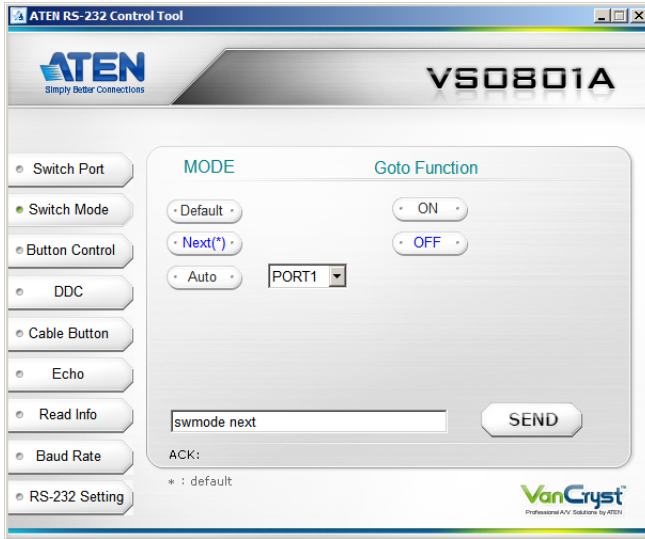 ATEN RS-232 Control Tool
ATEN
Simply Better Connections
VS0801A
Switch Port
Switch Mode
Button Control
DDC
Cable Button
Echo
Read Info
Baud Rate
RS-232 Setting
MODE
Goto Function
Default
ON
Next(*)
OFF
Auto
PORT1
swmode next
SEND
ACK:
* : default
VanCryst™
Professional A/V Solutions by ATEN